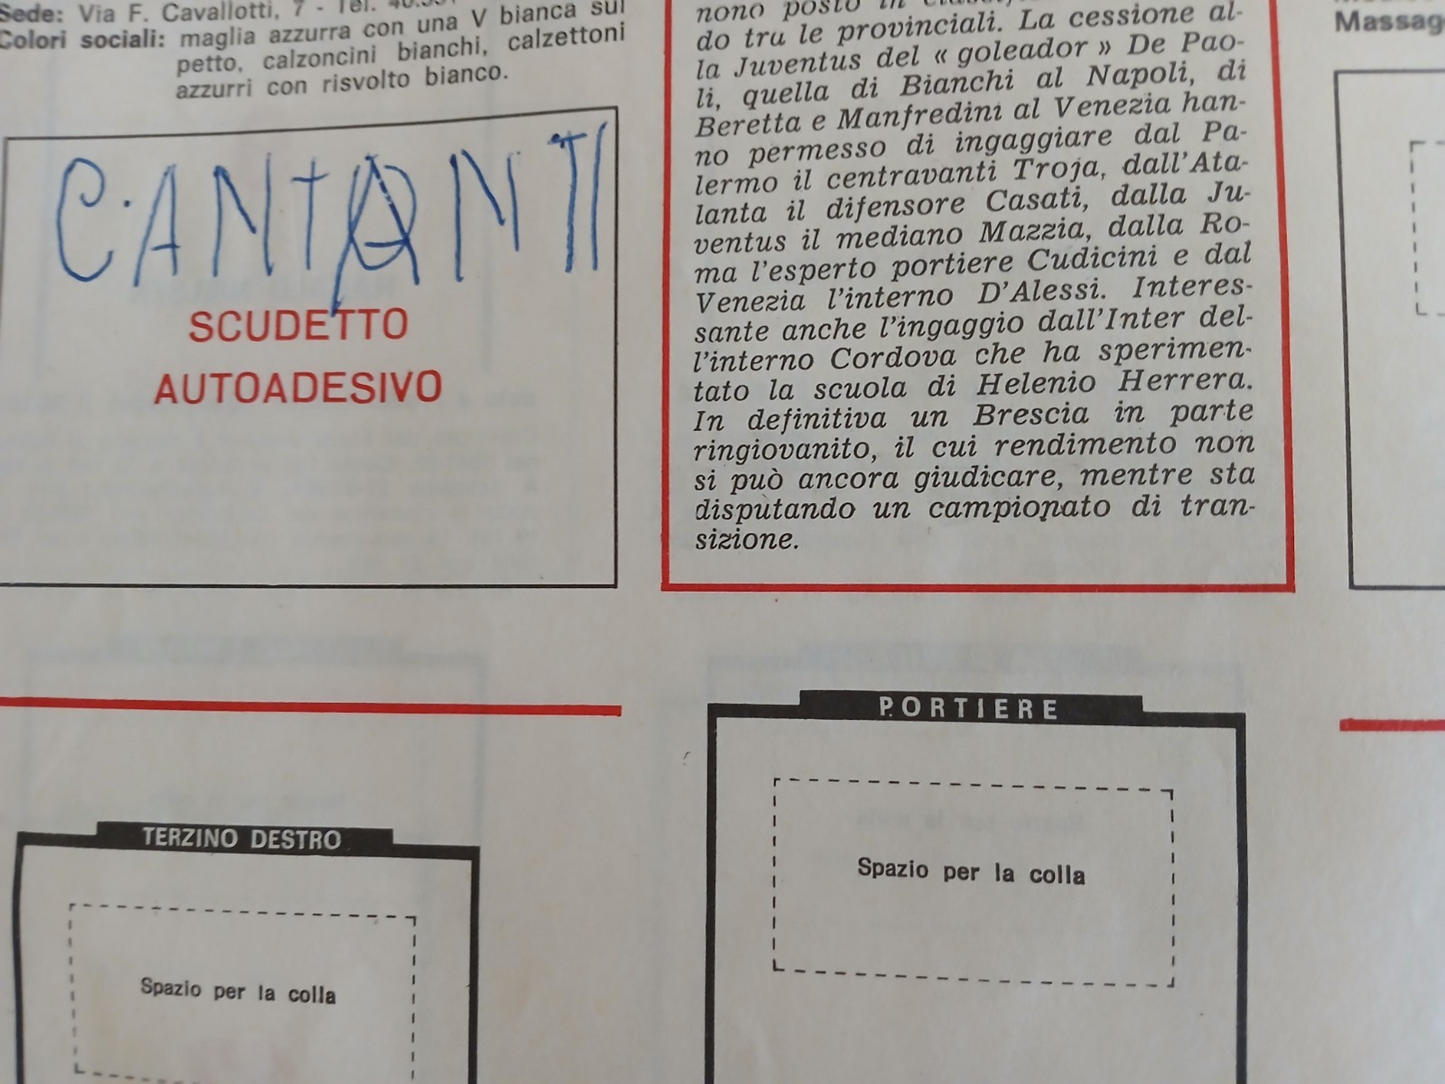 Sede: Via F. Cavallotti, 7 - Tel.
Colori sociali: maglia azzurra con una V bianca sul
petto, calzoncini bianchi, calzettoni
azzurri con risvolto bianco.
CANTANTI
SCUDETTO
AUTOADESIVO
nono posto in
do tra le provinciali. La cessione al-
la Juventus del « goleador » De Pao-
li, quella di Bianchi al Napoli, di
Beretta e Manfredini al Venezia han-
no permesso di ingaggiare dal Pa-
lermo il centravanti Troja, dall'Ata-
lanta il difensore Casati, dalla Ju-
ventus il mediano Mazzia, dalla Ro-
ma l'esperto portiere Cudicini e dal
Venezia l'interno D'Alessi. Interes-
sante anche l'ingaggio dall'Inter del-
l'interno Cordova che ha sperimen-
tato la scuola di Helenio Herrera.
In definitiva un Brescia in parte
ringiovanito, il cui rendimento non
si può ancora giudicare, mentre sta
disputando un campionato di tran-
sizione.
Massag
TERZINO DESTRO
Spazio per la colla
PORTIERE
Spazio per la colla